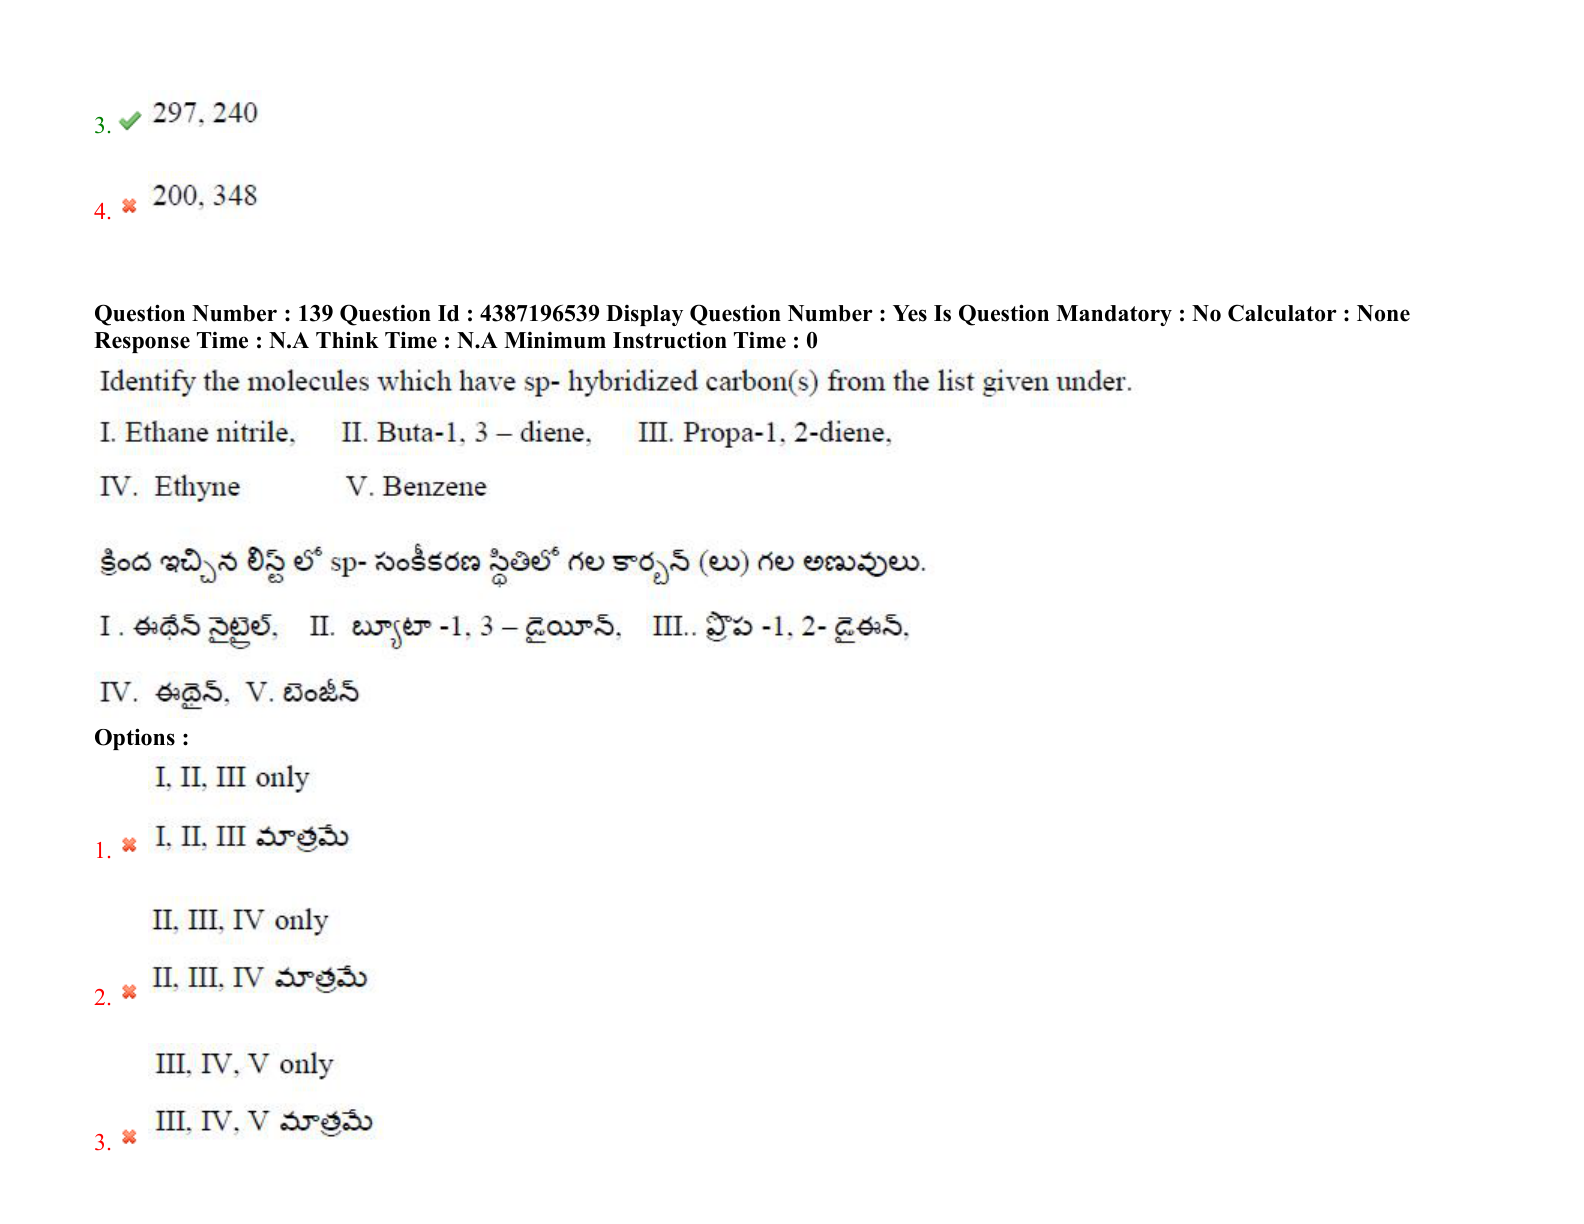 3. 297, 240
4. 200, 348
Question Number : 139 Question Id : 4387196539 Display Question Number : Yes Is Question Mandatory : No Calculator : None
Response Time : N.A Think Time : N.A Minimum Instruction Time : 0
Identify the molecules which have sp- hybridized carbon(s) from the list given under.
I. Ethane nitrile, II. Buta-1, 3 – diene, III. Propa-1, 2-diene,
IV. Ethyne V. Benzene
క్రింద ఇచ్చిన లిస్ట్ లో sp- సంకీకరణ స్థితిలో గల కార్బన్ (లు) గల అణువులు.
I . ఈథేన్ నైట్రైల్, II. బ్యూటా -1, 3 – డైయీన్, III.. ప్రొప -1, 2- డైఈన్,
IV. ఈథైన్, V. బెంజీన్
Options :
I, II, III only
1. I, II, III మాత్రమే
II, III, IV only
2. II, III, IV మాత్రమే
III, IV, V only
3. III, IV, V మాత్రమే